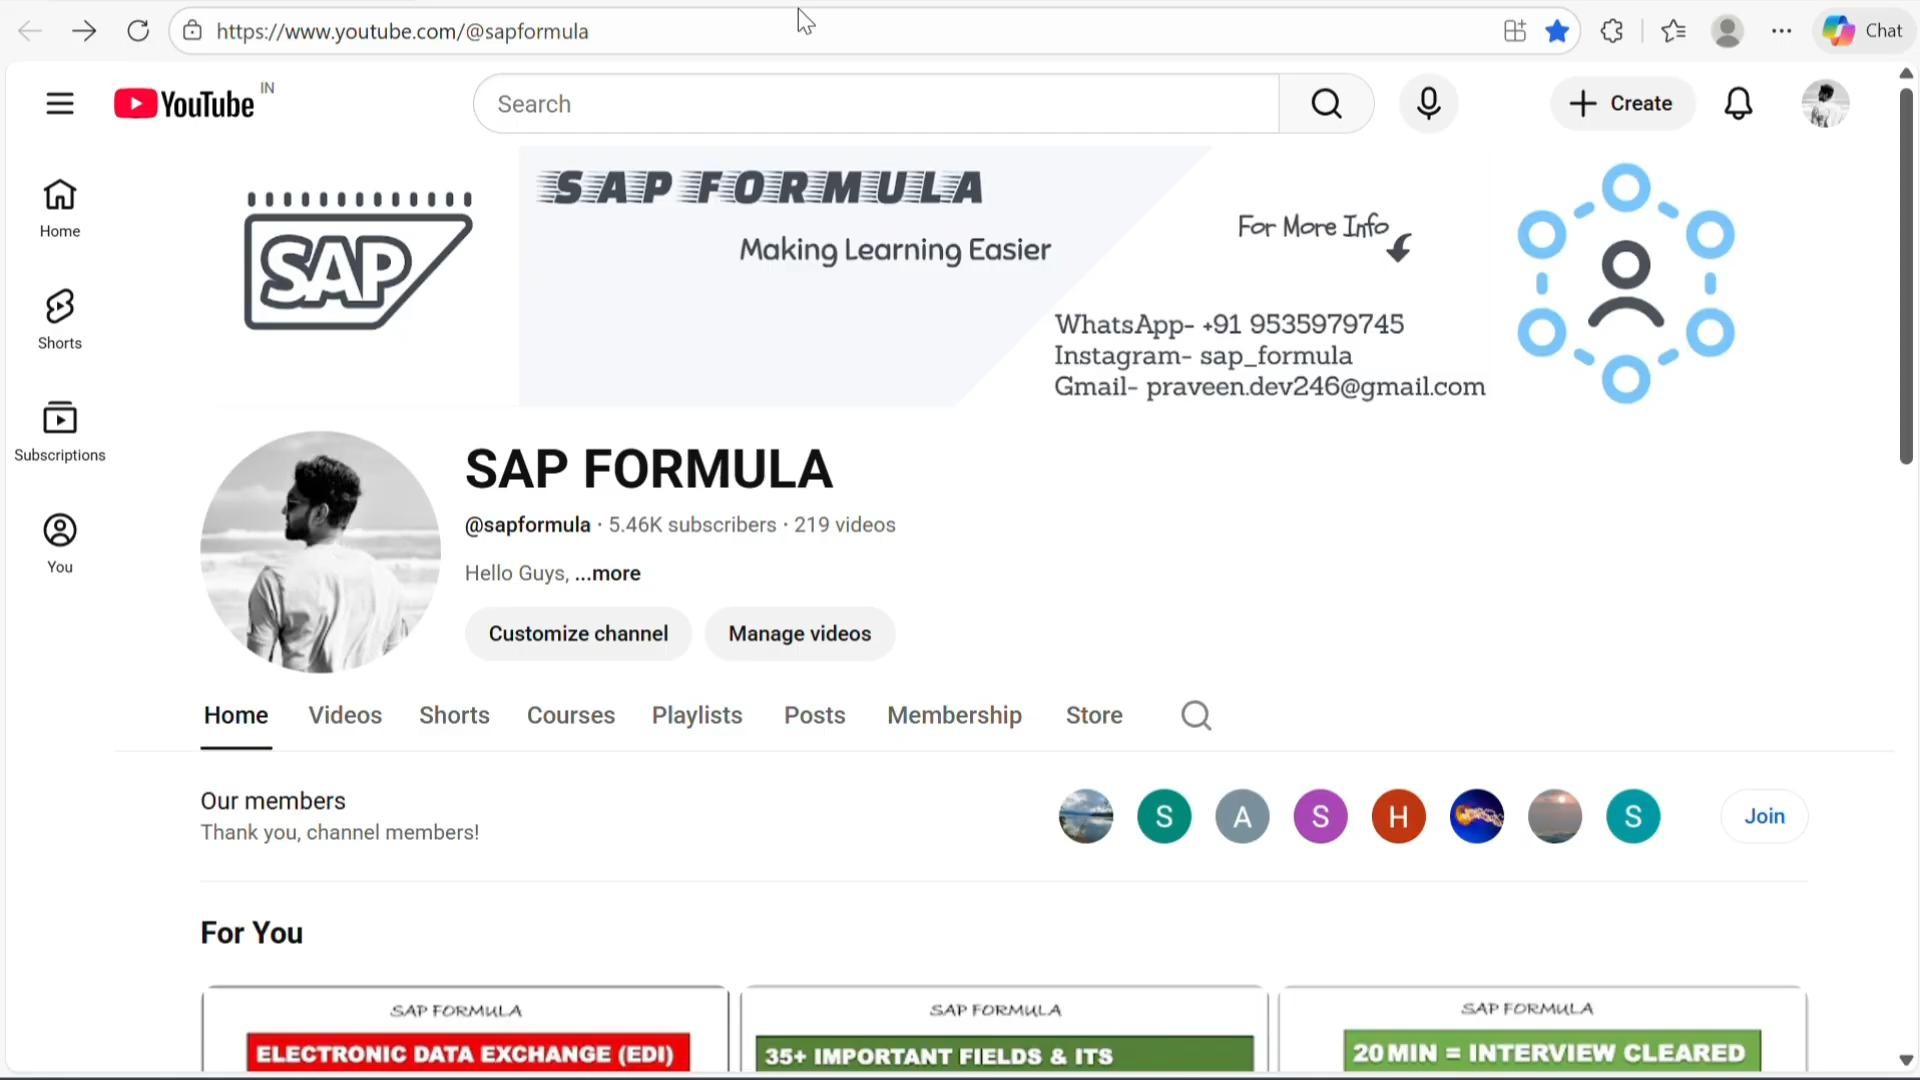 https://www.youtube.com/@sapformula
Chat
YouTube IN
Search
Create
Home
Shorts
Subscriptions
You
SAP
SAP FORMULA
Making Learning Easier
For More Info
WhatsApp- +91 9535979745
Instagram- sap_formula
Gmail- praveen.dev246@gmail.com
SAP FORMULA
@sapformula · 5.46K subscribers · 219 videos
Hello Guys, ...more
Customize channel
Manage videos
Home Videos Shorts Courses Playlists Posts Membership Store
Our members
Thank you, channel members!
S A S H S
Join
For You
SAP FORMULA
ELECTRONIC DATA EXCHANGE (EDI)
SAP FORMULA
35+ IMPORTANT FIELDS & ITS
SAP FORMULA
20 MIN = INTERVIEW CLEARED